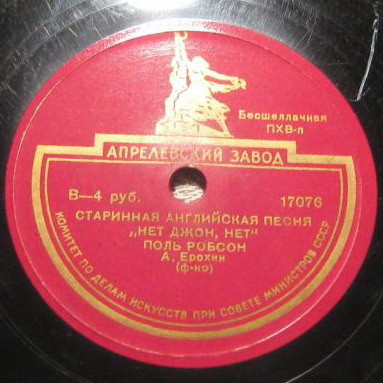 Бесшеллачная
ПХВ-п
АПРЕЛЕВСКИЙ ЗАВОД
В—4 руб. 17076
СТАРИННАЯ АНГЛИЙСКАЯ ПЕСНЯ
„НЕТ ДЖОН, НЕТ“
ПОЛЬ РОБСОН
А. Ерохин
(ф-но)
КОМИТЕТ ПО ДЕЛАМ ИСКУССТВ ПРИ СОВЕТЕ МИНИСТРОВ СССР